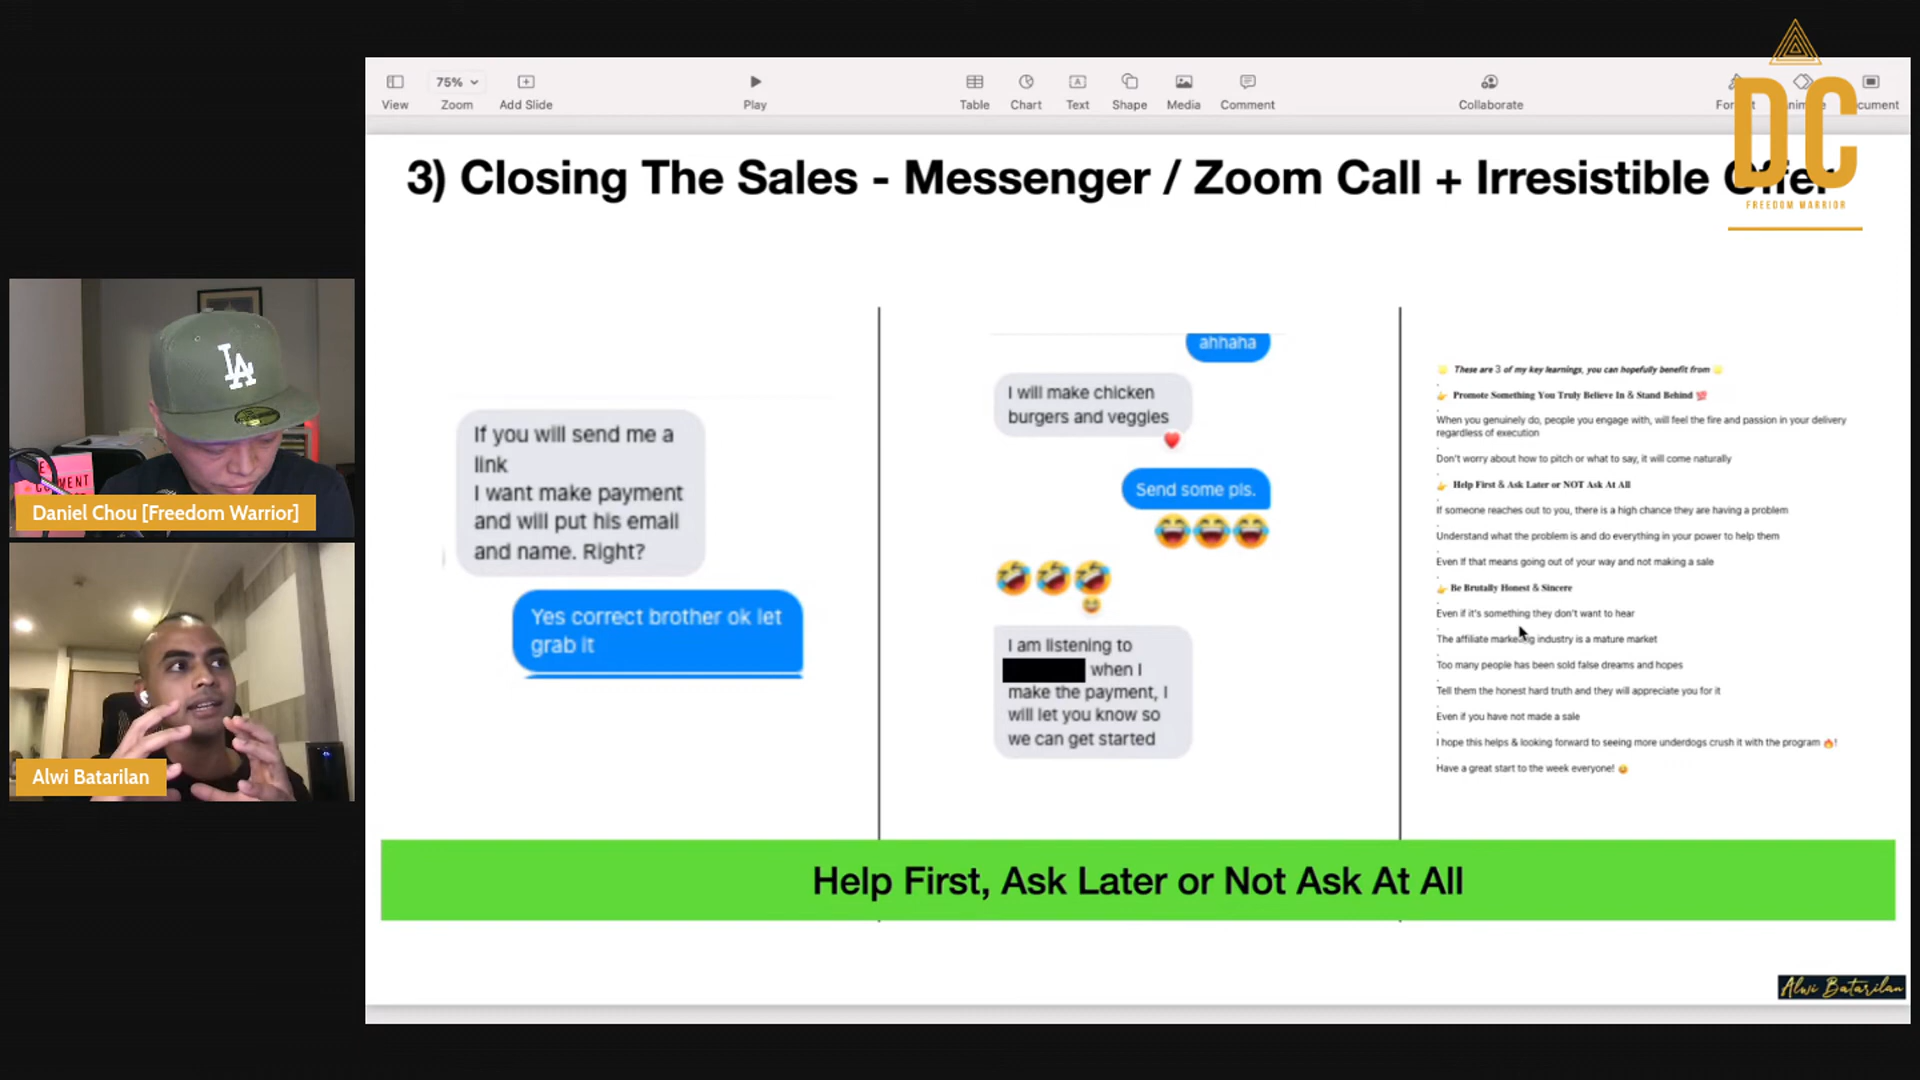 View
75%
Zoom
Add Slide
Play
Table
Chart
Text
Shape
Media
Comment
Collaborate
DC
FREEDOM WARRIOR
3) Closing The Sales - Messenger / Zoom Call + Irresistible Offer
LA
Daniel Chou [Freedom Warrior]
Alwi Batarilan
If you will send me a
link
I want make payment
and will put his email
and name. Right?
Yes correct brother ok let
grab it
ahhaha
I will make chicken
burgers and veggies
Send some pls.
I am listening to
when I
make the payment, I
will let you know so
we can get started
These are 3 of my key learnings, you can hopefully benefit from
Promote Something You Truly Believe In & Stand Behind 💯
When you genuinely do, people you engage with, will feel the fire and passion in your delivery
regardless of execution
Don't worry about how to pitch or what to say, it will come naturally
Help First & Ask Later or NOT Ask At All
If someone reaches out to you, there is a high chance they are having a problem
Understand what the problem is and do everything in your power to help them
Even If that means going out of your way and not making a sale
Be Brutally Honest & Sincere
Even if it's something they don't want to hear
The affiliate marketing industry is a mature market
Too many people has been sold false dreams and hopes
Tell them the honest hard truth and they will appreciate you for it
Even if you have not made a sale
I hope this helps & looking forward to seeing more underdogs crush it with the program 🔥!
Have a great start to the week everyone!
Help First, Ask Later or Not Ask At All
Alwi Batarilan